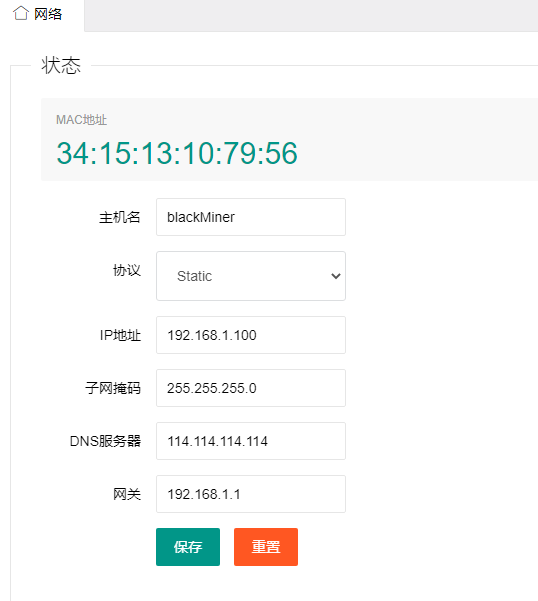 网络
状态
MAC地址
34:15:13:10:79:56
主机名 blackMiner
协议 Static
IP地址 192.168.1.100
子网掩码 255.255.255.0
DNS服务器 114.114.114.114
网关 192.168.1.1
保存 重置